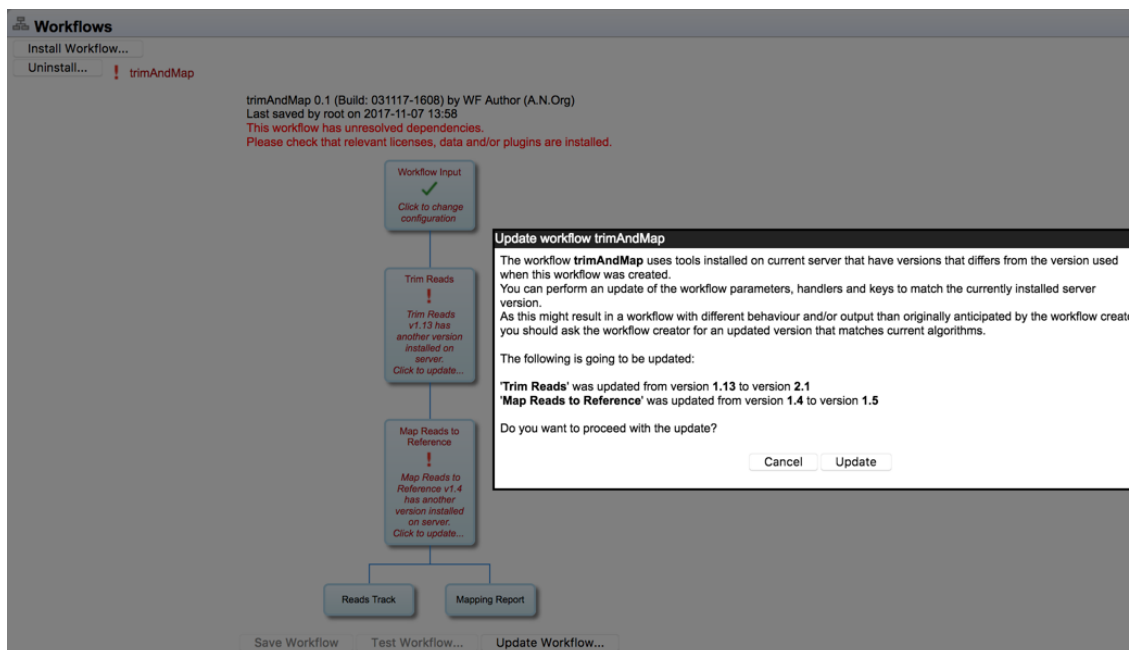 Workflows
Install Workflow...
Uninstall...
trimAndMap
trimAndMap 0.1 (Build: 031117-1608) by WF Author (A.N.Org)
Last saved by root on 2017-11-07 13:58
This workflow has unresolved dependencies.
Please check that relevant licenses, data and/or plugins are installed.
Workflow Input
Click to change
configuration
Trim Reads
Trim Reads
v1.13 has
another version
installed on
server.
Click to update...
Map Reads to
Reference
Map Reads to
Reference v1.4
has another
version installed
on server.
Click to update...
Reads Track
Mapping Report
Save Workflow
Test Workflow...
Update Workflow...
Update workflow trimAndMap
The workflow trimAndMap uses tools installed on current server that have versions that differs from the version used
when this workflow was created.
You can perform an update of the workflow parameters, handlers and keys to match the currently installed server
version.
As this might result in a workflow with different behaviour and/or output than originally anticipated by the workflow creat
you should ask the workflow creator for an updated version that matches current algorithms.
The following is going to be updated:
'Trim Reads' was updated from version 1.13 to version 2.1
'Map Reads to Reference' was updated from version 1.4 to version 1.5
Do you want to proceed with the update?
Cancel
Update